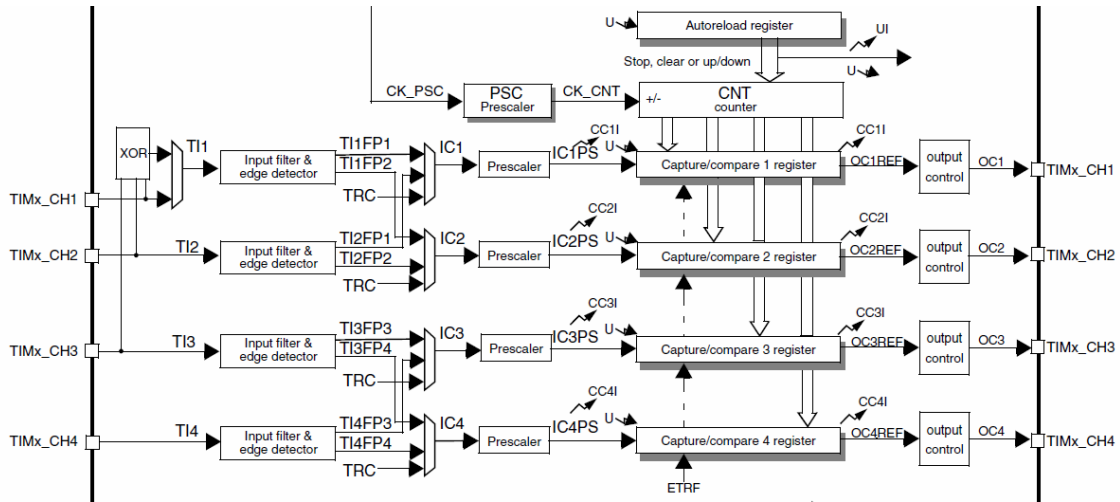 U
Autoreload register
UI
Stop, clear or up/down
U
CK_PSC
PSC
Prescaler
CK_CNT
+/-
CNT
counter
XOR
TI1
Input filter &
edge detector
TI1FP1
TI1FP2
TRC
IC1
Prescaler
CC1I
IC1PS
U
Capture/compare 1 register
CC1I
OC1REF
output
control
OC1
TIMx_CH1
TIMx_CH1
TIMx_CH2
TI2
Input filter &
edge detector
TI2FP1
TI2FP2
TRC
IC2
Prescaler
CC2I
IC2PS
U
Capture/compare 2 register
CC2I
OC2REF
output
control
OC2
TIMx_CH2
TIMx_CH3
TI3
Input filter &
edge detector
TI3FP3
TI3FP4
TRC
IC3
Prescaler
CC3I
IC3PS
U
Capture/compare 3 register
CC3I
OC3REF
output
control
OC3
TIMx_CH3
TIMx_CH4
TI4
Input filter &
edge detector
TI4FP3
TI4FP4
TRC
IC4
Prescaler
CC4I
IC4PS
U
Capture/compare 4 register
CC4I
OC4REF
output
control
OC4
TIMx_CH4
ETRF